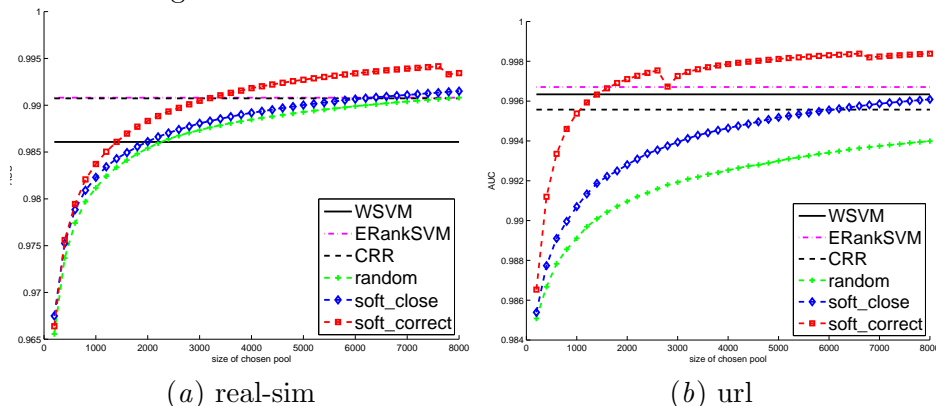 1
0.995
0.99
0.985
0.98
0.975
0.97
0.965
0 1000 2000 3000 4000 5000 6000 7000 8000
size of chosen pool
WSVM
ERankSVM
CRR
random
soft_close
soft_correct
(a) real-sim
1
0.998
0.996
0.994
0.992
0.99
0.988
0.986
0.984
AUC
0 1000 2000 3000 4000 5000 6000 7000 8000
size of chosen pool
WSVM
ERankSVM
CRR
random
soft_close
soft_correct
(b) url